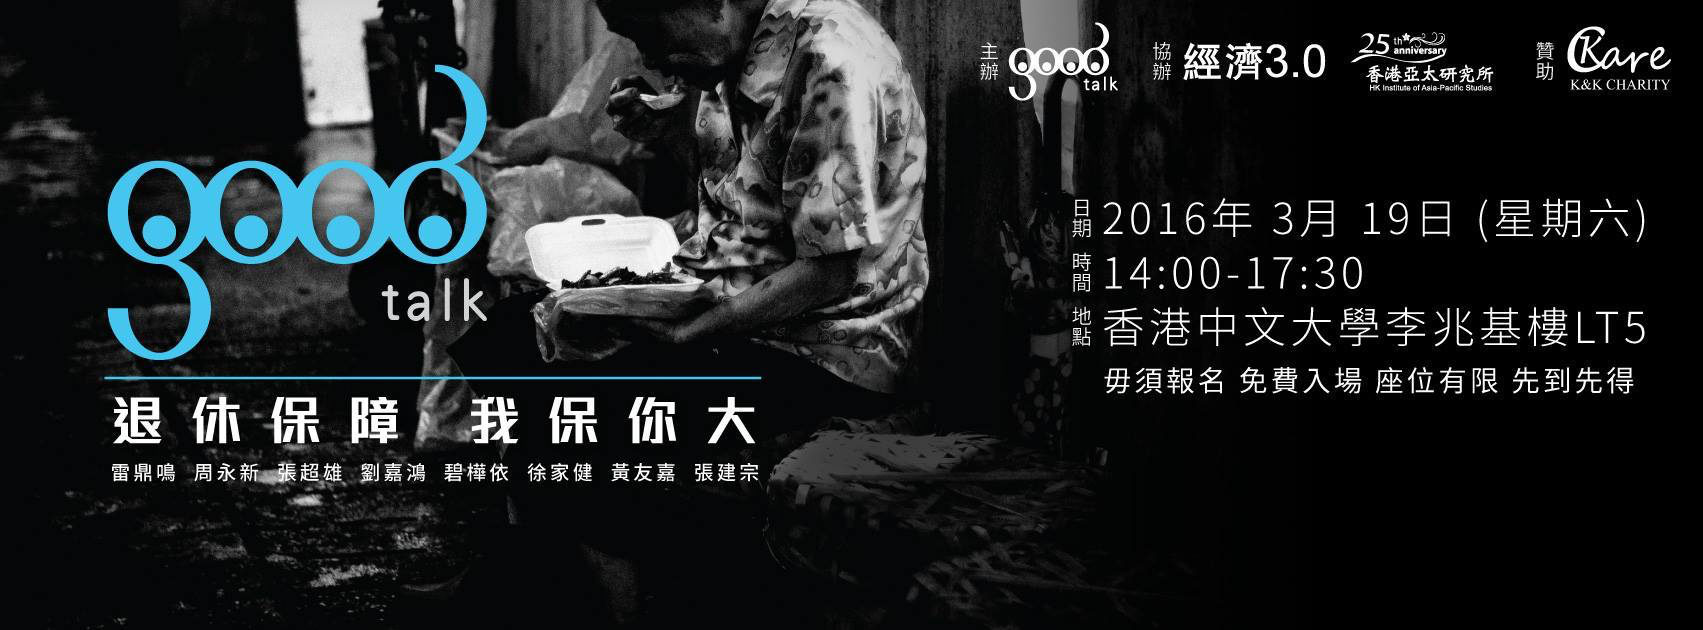 good
talk
退休保障 我保你大
雷鼎鳴 周永新 張超雄 劉嘉鴻 碧樺依 徐家健 黃友嘉 張建宗
主辦 good talk
協辦 經濟3.0
25th anniversary
香港亞太研究所
HK Institute of Asia-Pacific Studies
贊助 CKare
K&K CHARITY
日期 2016年 3月 19日 (星期六)
時間 14:00-17:30
地點 香港中文大學李兆基樓LT5
毋須報名 免費入場 座位有限 先到先得